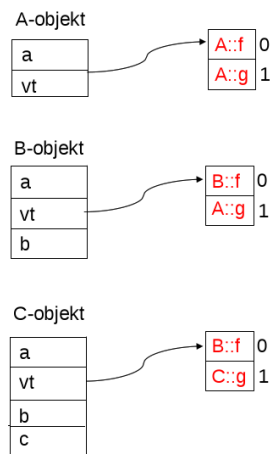 A-objekt
a
vt
A::f 0
A::g 1
B-objekt
a
vt
b
B::f 0
A::g 1
C-objekt
a
vt
b
c
B::f 0
C::g 1